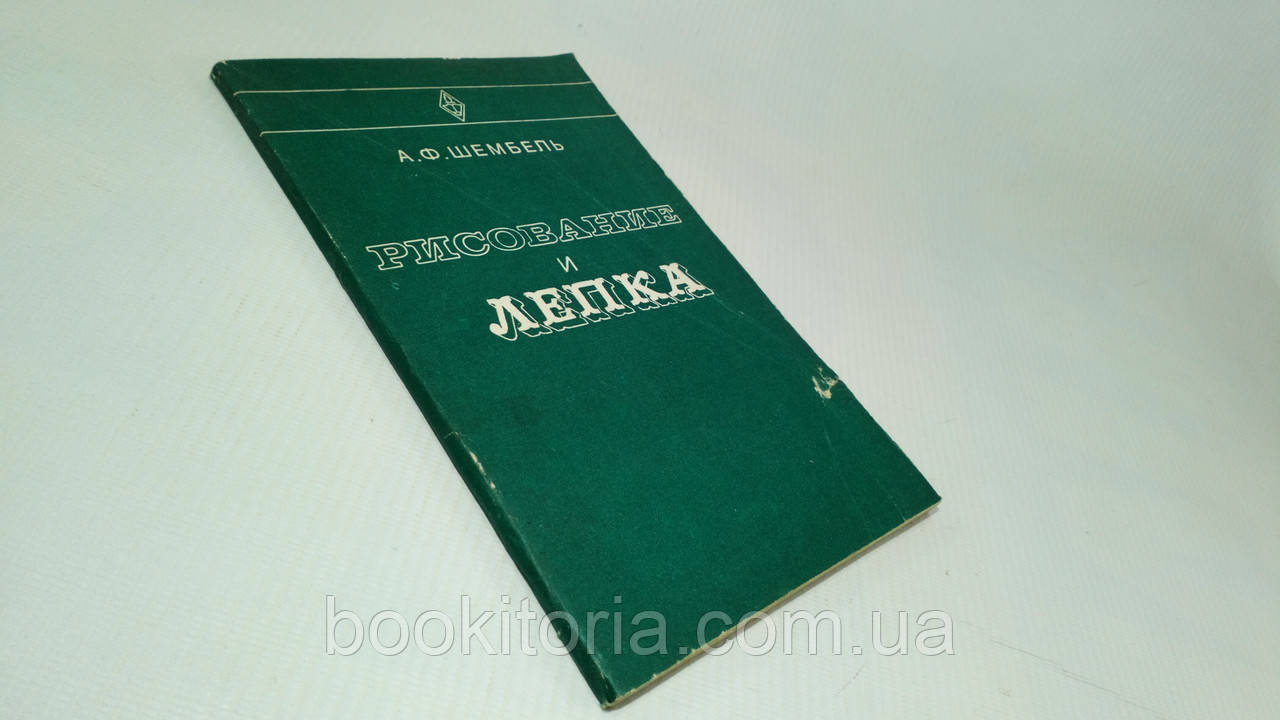 А.Ф.ШЕМБЕЛЬ
РИСОВАНИЕ
И
ЛЕПКА
bookitoria.com.ua